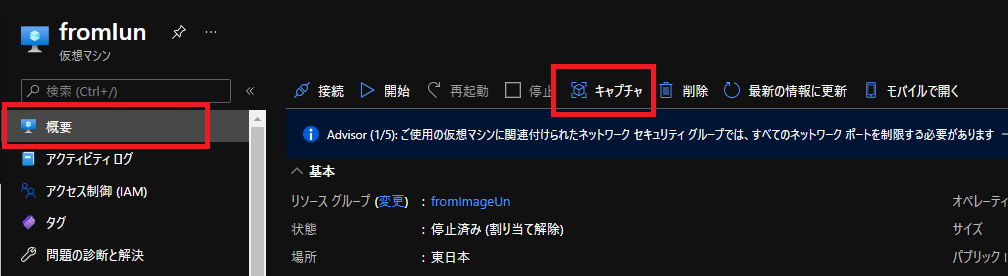 fromIun
仮想マシン
検索 (Ctrl+/)
概要
アクティビティ ログ
アクセス制御 (IAM)
タグ
問題の診断と解決
接続 開始 再起動 停止 キャプチャ 削除 最新の情報に更新 モバイルで開く
Advisor (1/5): ご使用の仮想マシンに関連付けられたネットワーク セキュリティ グループでは、すべてのネットワーク ポートを制限する必要があります
基本
リソース グループ (変更) : fromImageUn
状態 : 停止済み (割り当て解除)
場所 : 東日本
オペレーティ
サイズ
パブリック